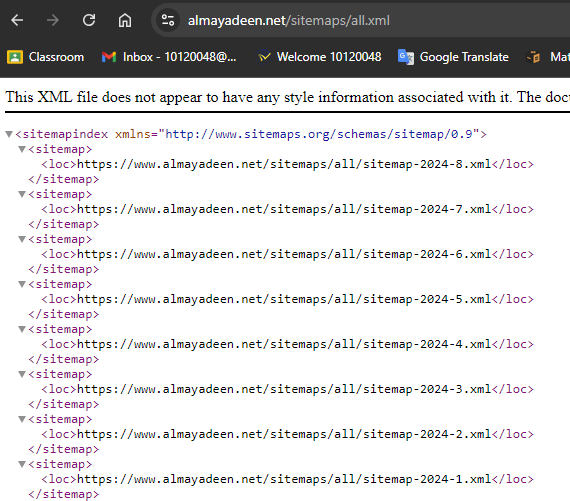 almayadeen.net/sitemaps/all.xml
Classroom Inbox - 10120048@... Welcome 10120048 Google Translate Mat
This XML file does not appear to have any style information associated with it. The docu
<sitemapindex xmlns="http://www.sitemaps.org/schemas/sitemap/0.9">
<sitemap>
<loc>https://www.almayadeen.net/sitemaps/all/sitemap-2024-8.xml</loc>
</sitemap>
<sitemap>
<loc>https://www.almayadeen.net/sitemaps/all/sitemap-2024-7.xml</loc>
</sitemap>
<sitemap>
<loc>https://www.almayadeen.net/sitemaps/all/sitemap-2024-6.xml</loc>
</sitemap>
<sitemap>
<loc>https://www.almayadeen.net/sitemaps/all/sitemap-2024-5.xml</loc>
</sitemap>
<sitemap>
<loc>https://www.almayadeen.net/sitemaps/all/sitemap-2024-4.xml</loc>
</sitemap>
<sitemap>
<loc>https://www.almayadeen.net/sitemaps/all/sitemap-2024-3.xml</loc>
</sitemap>
<sitemap>
<loc>https://www.almayadeen.net/sitemaps/all/sitemap-2024-2.xml</loc>
</sitemap>
<sitemap>
<loc>https://www.almayadeen.net/sitemaps/all/sitemap-2024-1.xml</loc>
</sitemap>